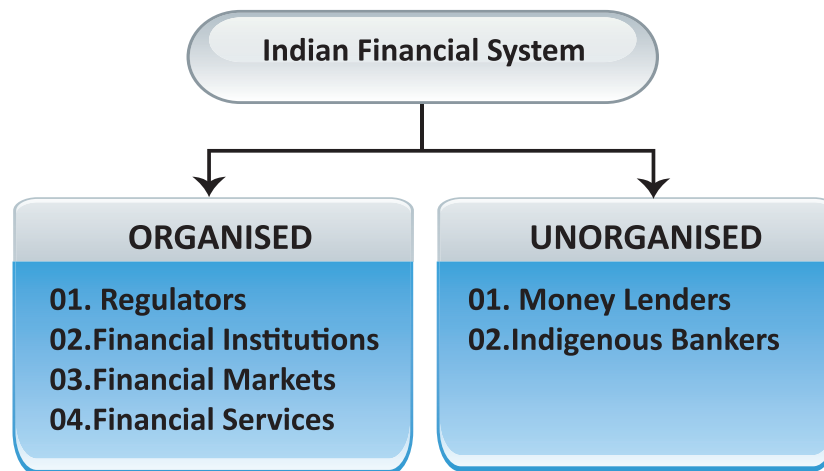 Indian Financial System
ORGANISED
01. Regulators
02.Financial Institutions
03.Financial Markets
04.Financial Services
UNORGANISED
01. Money Lenders
02.Indigenous Bankers